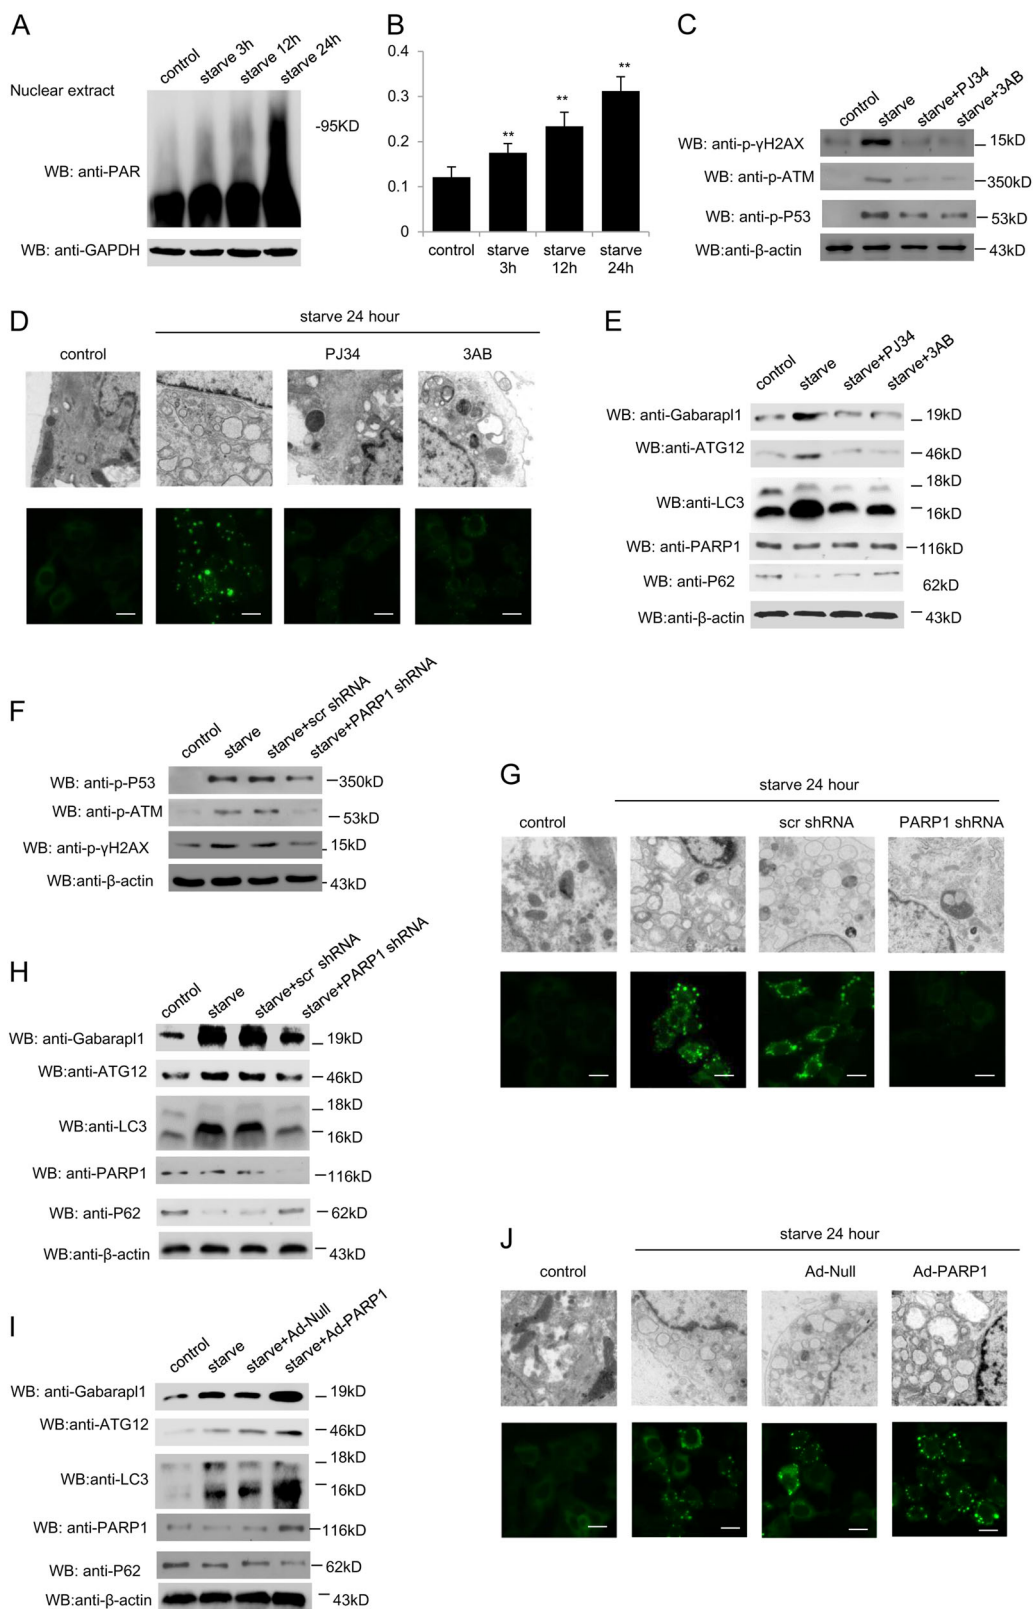 A
control
starve 3h
starve 12h
starve 24h
Nuclear extract
-95KD
WB: anti-PAR
WB: anti-GAPDH
B
0.4
0.3
0.2
0.1
0
**
**
**
control
starve 3h
starve 12h
starve 24h
C
control
starve
starve+PJ34
starve+3AB
WB: anti-p-γH2AX
15kD
WB: anti-p-ATM
350kD
WB: anti-p-P53
53kD
WB:anti-β-actin
43kD
D
starve 24 hour
control
PJ34
3AB
E
control
starve
starve+PJ34
starve+3AB
WB: anti-Gabarapl1
19kD
WB:anti-ATG12
46kD
18kD
WB:anti-LC3
16kD
WB: anti-PARP1
116kD
WB: anti-P62
62kD
WB:anti-β-actin
43kD
F
control
starve
starve+scr shRNA
starve+PARP1 shRNA
WB: anti-p-P53
350kD
WB: anti-p-ATM
53kD
WB: anti-p-γH2AX
15kD
WB:anti-β-actin
43kD
G
starve 24 hour
control
scr shRNA
PARP1 shRNA
H
control
starve
starve+scr shRNA
starve+PARP1 shRNA
WB: anti-Gabarapl1
19kD
WB:anti-ATG12
46kD
18kD
WB:anti-LC3
16kD
WB: anti-PARP1
116kD
WB: anti-P62
62kD
WB:anti-β-actin
43kD
I
control
starve
starve+Ad-Null
starve+Ad-PARP1
WB: anti-Gabarapl1
19kD
WB:anti-ATG12
46kD
18kD
WB:anti-LC3
16kD
WB: anti-PARP1
116kD
WB: anti-P62
62kD
WB:anti-β-actin
43kD
J
starve 24 hour
control
Ad-Null
Ad-PARP1